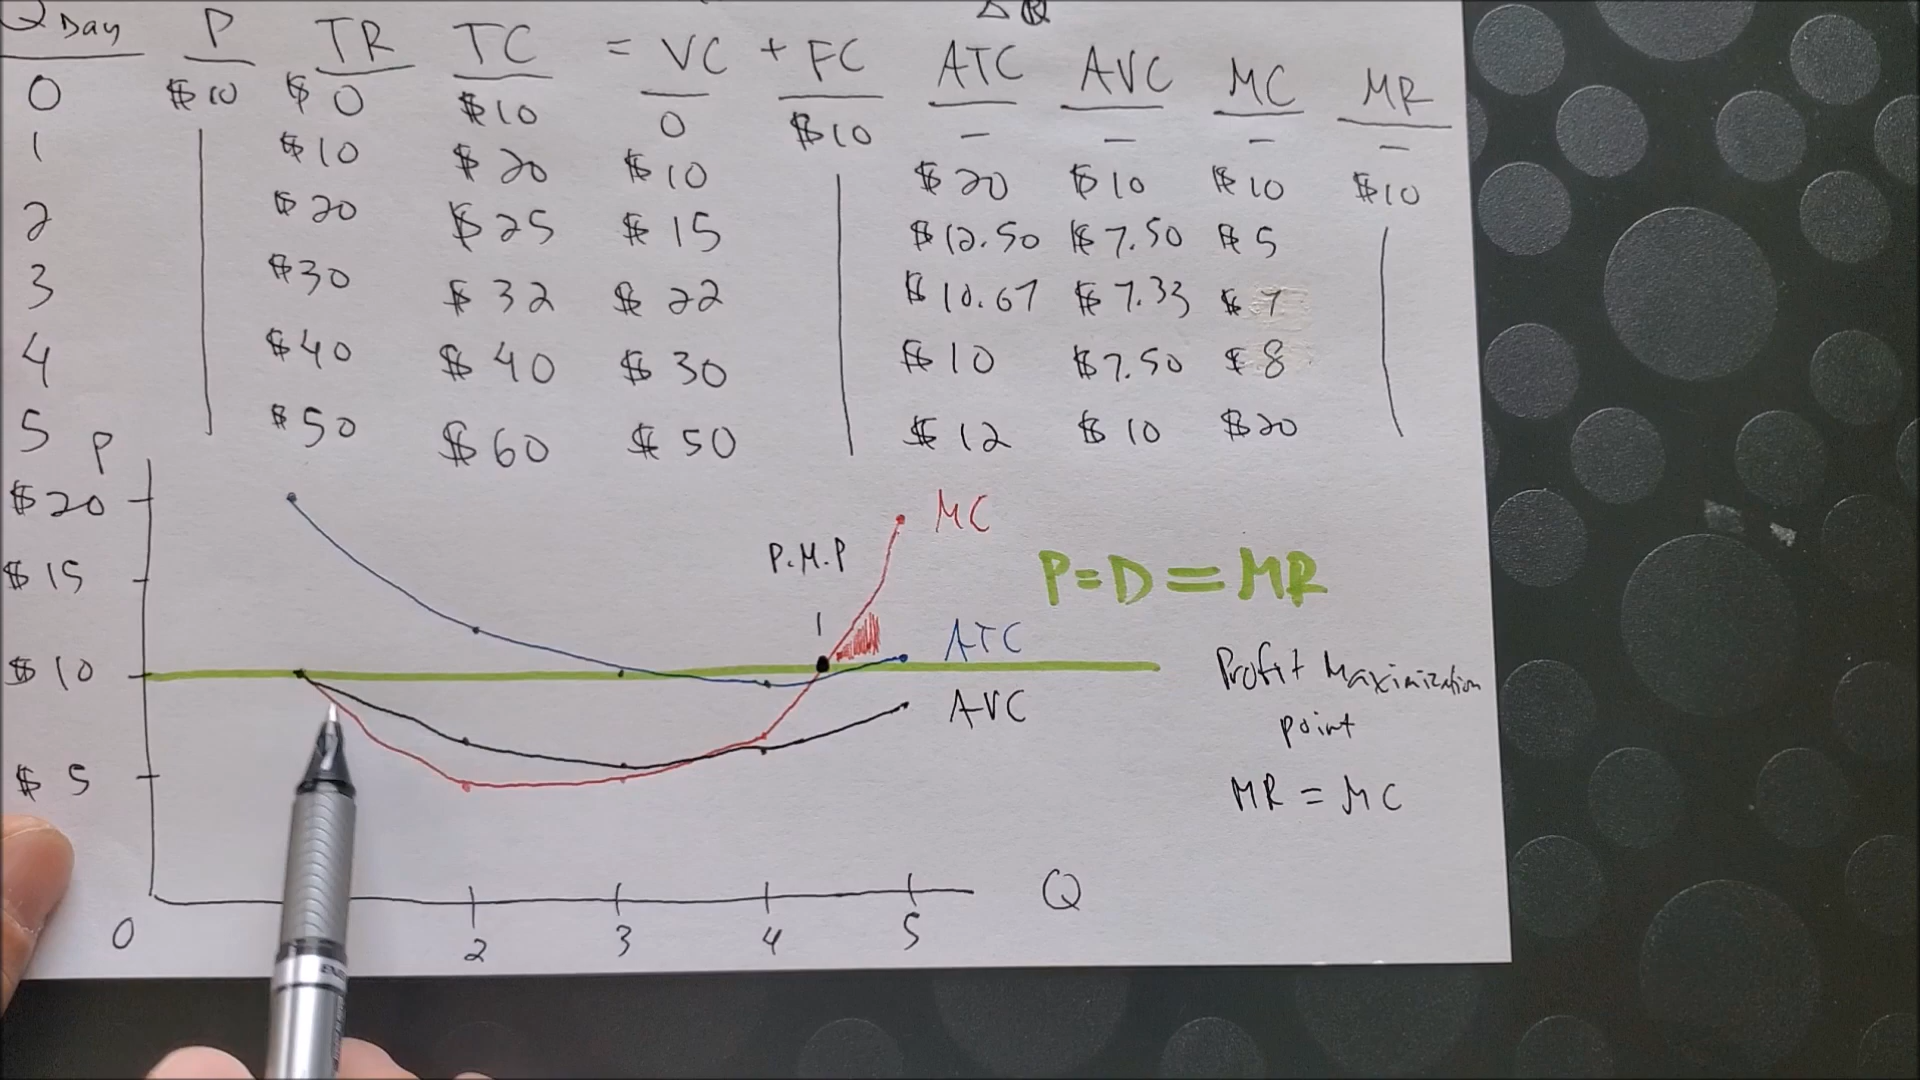 Q Day P TR TC = VC + FC ATC AVC MC MR
0 $10 $0 $10 0 $10 - - - -
1 $10 $20 $10 $20 $10 $10 $10
2 $20 $25 $15 $12.50 $7.50 $5
3 $30 $32 $22 $10.67 $7.33 $7
4 $40 $40 $30 $10 $7.50 $8
5 $50 $60 $50 $12 $10 $20
P
$20
$15
$10
$5
0
2 3 4 5
Q
MC
P.M.P
P=D=MR
ATC
AVC
Profit Maximization
point
MR = MC